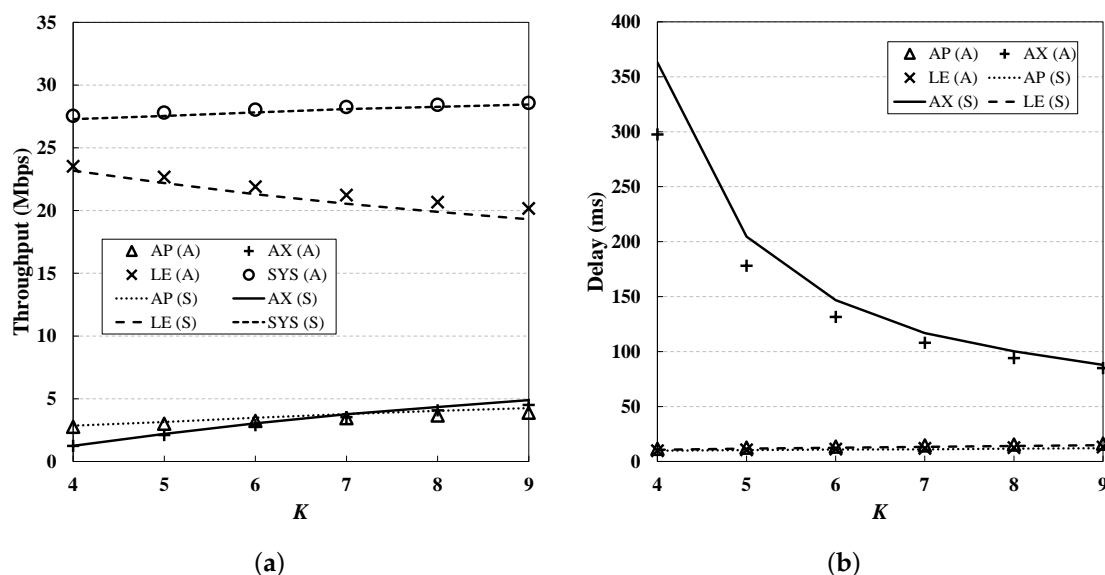 35
30
25
20
15
10
5
0
Throughput (Mbps)
AP (A) AX (A)
LE (A) SYS (A)
AP (S) AX (S)
LE (S) SYS (S)
4 5 6 7 8 9
K
(a)
400
350
300
250
200
150
100
50
0
Delay (ms)
AP (A) AX (A)
LE (A) AP (S)
AX (S) LE (S)
4 5 6 7 8 9
K
(b)